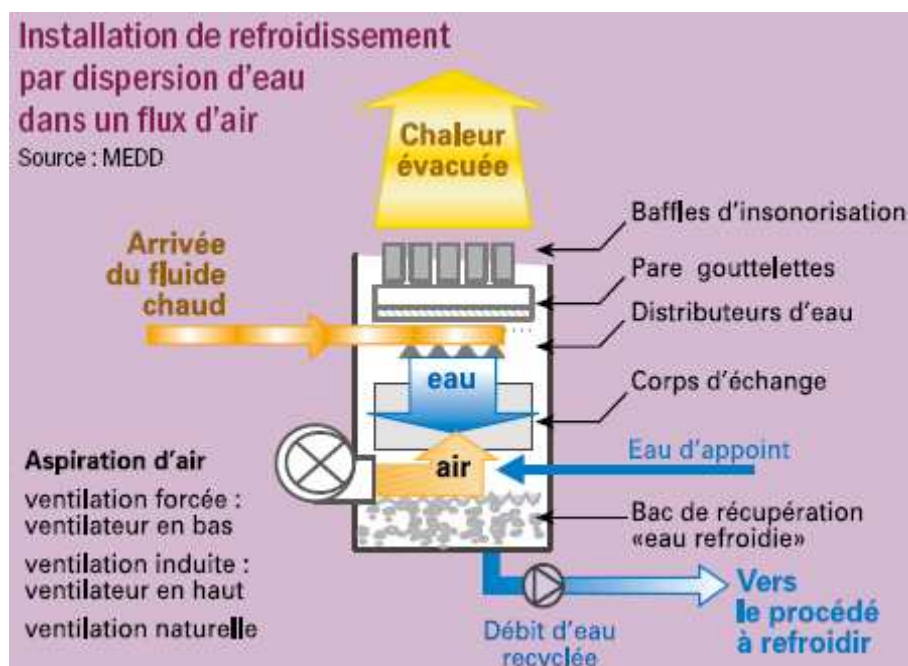 Installation de refroidissement
par dispersion d'eau
dans un flux d'air
Source : MEDD
Chaleur
évacuée
Arrivée
du fluide
chaud
Baffles d'insonorisation
Pare gouttelettes
Distributeurs d'eau
eau
Corps d'échange
Aspiration d'air
ventilation forcée :
ventilateur en bas
ventilation induite :
ventilateur en haut
ventilation naturelle
air
Eau d'appoint
Bac de récupération
«eau refroidie»
Débit d'eau
recyclée
Vers
le procédé
à refroidir